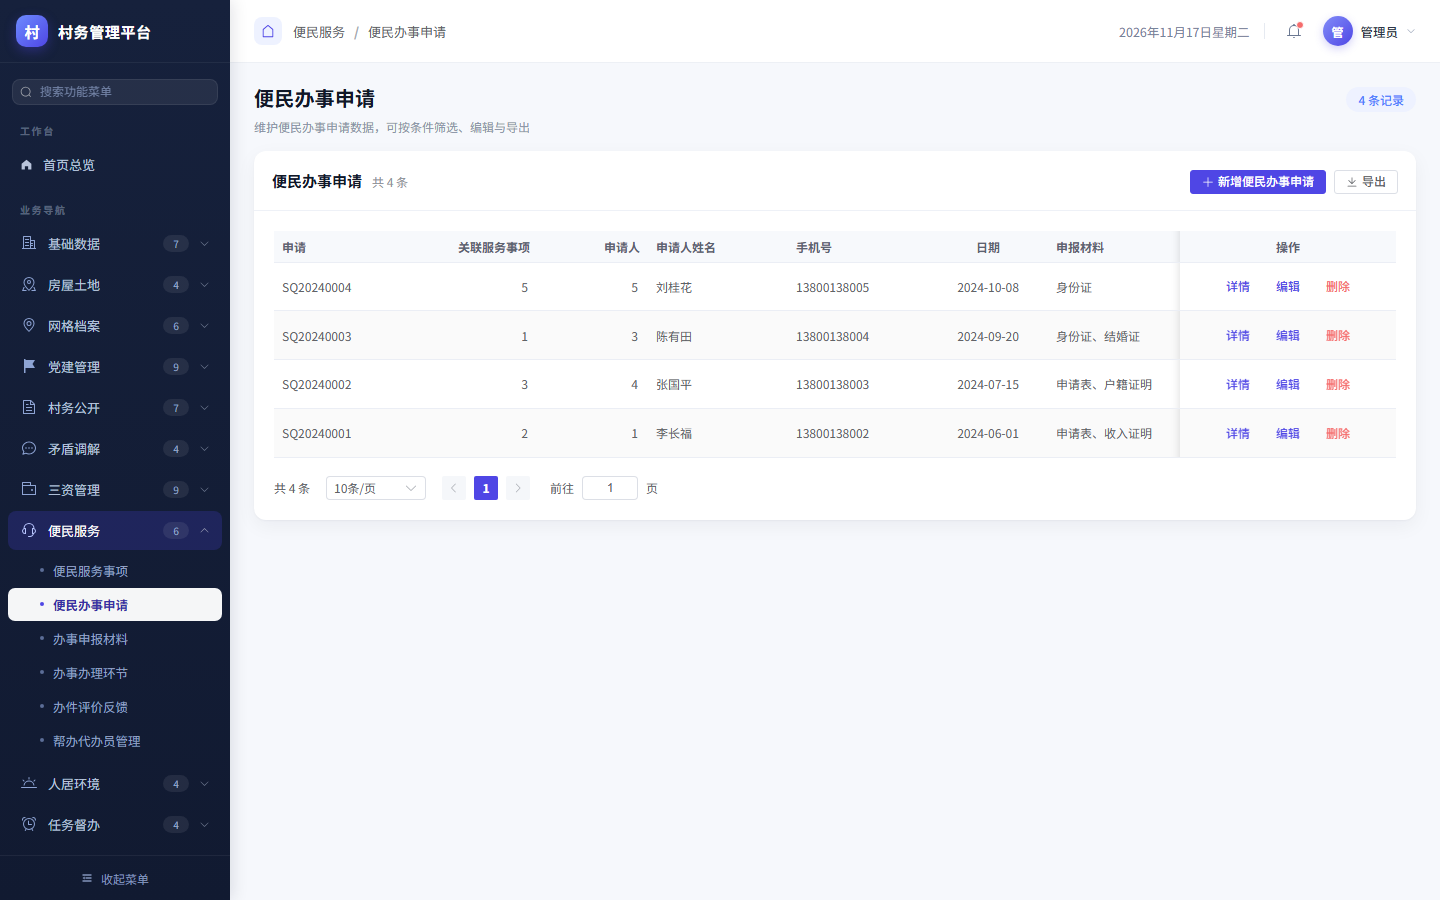 村 村务管理平台
搜索功能菜单
工作台
首页总览
业务导航
基础数据 7
房屋土地 4
网格档案 6
党建管理 9
村务公开 7
矛盾调解 4
三资管理 9
便民服务 6
便民服务事项
便民办事申请
办事申报材料
办事办理环节
办件评价反馈
帮办代办员管理
人居环境 4
任务督办 4
收起菜单
便民服务 / 便民办事申请
2026年11月17日星期二
管 管理员
便民办事申请
4 条记录
维护便民办事申请数据，可按条件筛选、编辑与导出
便民办事申请 共 4 条
新增便民办事申请 导出
申请 关联服务事项 申请人 申请人姓名 手机号 日期 申报材料 操作
SQ20240004 5 5 刘桂花 13800138005 2024-10-08 身份证 详情 编辑 删除
SQ20240003 1 3 陈有田 13800138004 2024-09-20 身份证、结婚证 详情 编辑 删除
SQ20240002 3 4 张国平 13800138003 2024-07-15 申请表、户籍证明 详情 编辑 删除
SQ20240001 2 1 李长福 13800138002 2024-06-01 申请表、收入证明 详情 编辑 删除
共 4 条 10条/页 1 前往 1 页